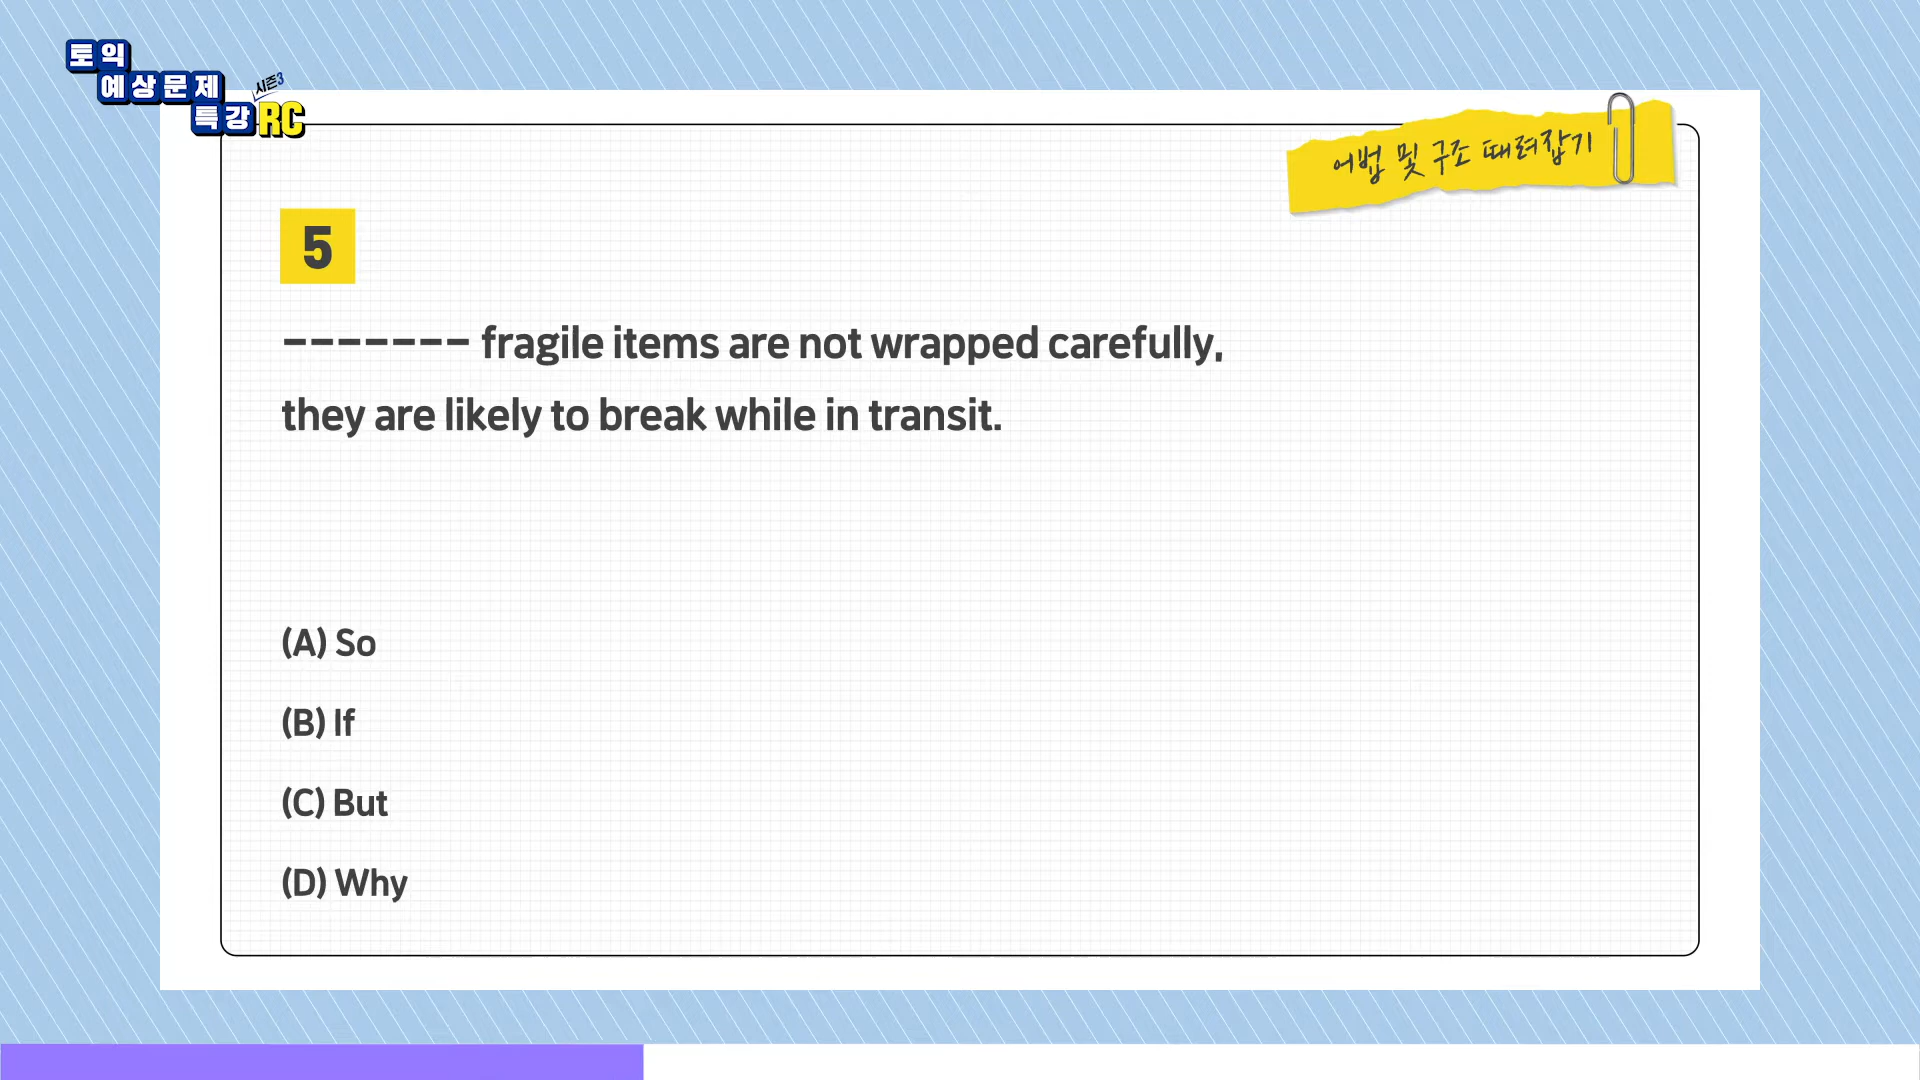 토익
예상문제
시즌3
특강 RC
어법 및 구조 때려잡기
5
------- fragile items are not wrapped carefully,
they are likely to break while in transit.
(A) So
(B) If
(C) But
(D) Why